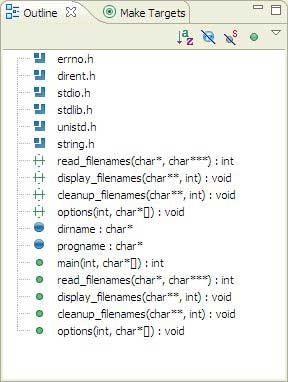 Outline
Make Targets
errno.h
dirent.h
stdio.h
stdlib.h
unistd.h
string.h
read_filenames(char*, char***) : int
display_filenames(char**, int) : void
cleanup_filenames(char**, int) : void
options(int, char*[]) : void
dirname : char*
progname : char*
main(int, char*[]) : int
read_filenames(char*, char***) : int
display_filenames(char**, int) : void
cleanup_filenames(char**, int) : void
options(int, char*[]) : void